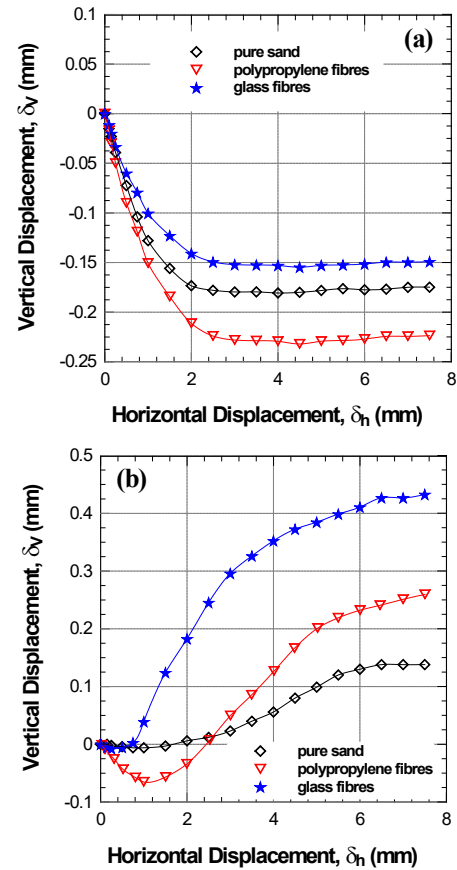 (a)
0.1
0.05
0
-0.05
-0.1
-0.15
-0.2
-0.25
Vertical Displacement, δv (mm)
pure sand
polypropylene fibres
glass fibres
0 2 4 6 8
Horizontal Displacement, δh (mm)
(b)
0.5
0.4
0.3
0.2
0.1
0
-0.1
Vertical Displacement, δv (mm)
pure sand
polypropylene fibres
glass fibres
0 2 4 6 8
Horizontal Displacement, δh (mm)